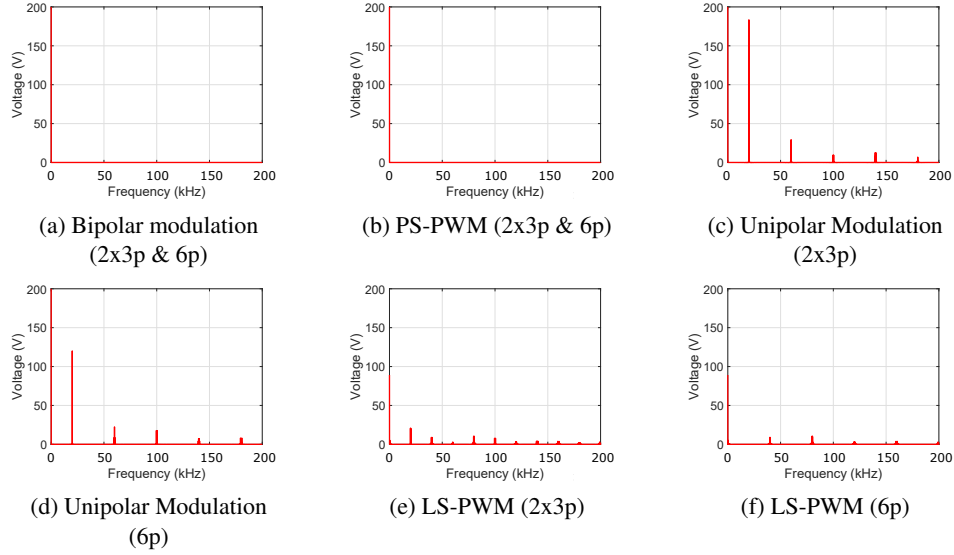 200
150
100
50
0
Voltage (V)
0 50 100 150 200
Frequency (kHz)
(a) Bipolar modulation
(2x3p & 6p)
200
150
100
50
0
Voltage (V)
0 50 100 150 200
Frequency (kHz)
(b) PS-PWM (2x3p & 6p)
200
150
100
50
0
Voltage (V)
0 50 100 150 200
Frequency (kHz)
(c) Unipolar Modulation
(2x3p)
200
150
100
50
0
Voltage (V)
0 50 100 150 200
Frequency (kHz)
(d) Unipolar Modulation
(6p)
200
150
100
50
0
Voltage (V)
0 50 100 150 200
Frequency (kHz)
(e) LS-PWM (2x3p)
200
150
100
50
0
Voltage (V)
0 50 100 150 200
Frequency (kHz)
(f) LS-PWM (6p)